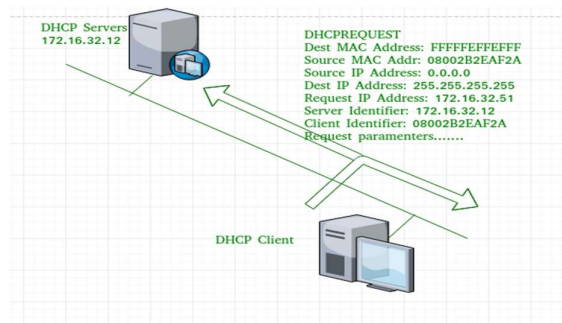 DHCP Servers
172.16.32.12
DHCPREQUEST
Dest MAC Address: FFFFFEFFEFFF
Source MAC Addr: 08002B2EAF2A
Source IP Address: 0.0.0.0
Dest IP Address: 255.255.255.255
Request IP Address: 172.16.32.51
Server Identifier: 172.16.32.12
Client Identifier: 08002B2EAF2A
Request paramenters.......
DHCP Client